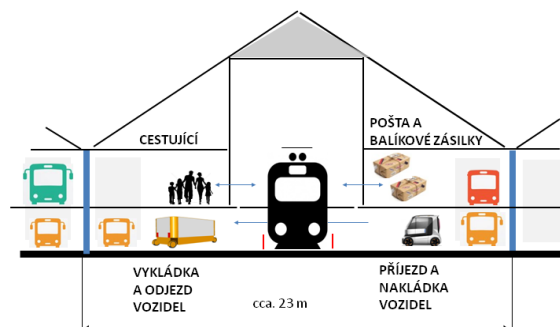 CESTUJÍCÍ
POŠTA A
BALÍKOVÉ ZÁSILKY
VYKLÁDKA
A ODJEZD
VOZIDEL
cca. 23 m
PŘÍJEZD A
NAKLÁDKA
VOZIDEL